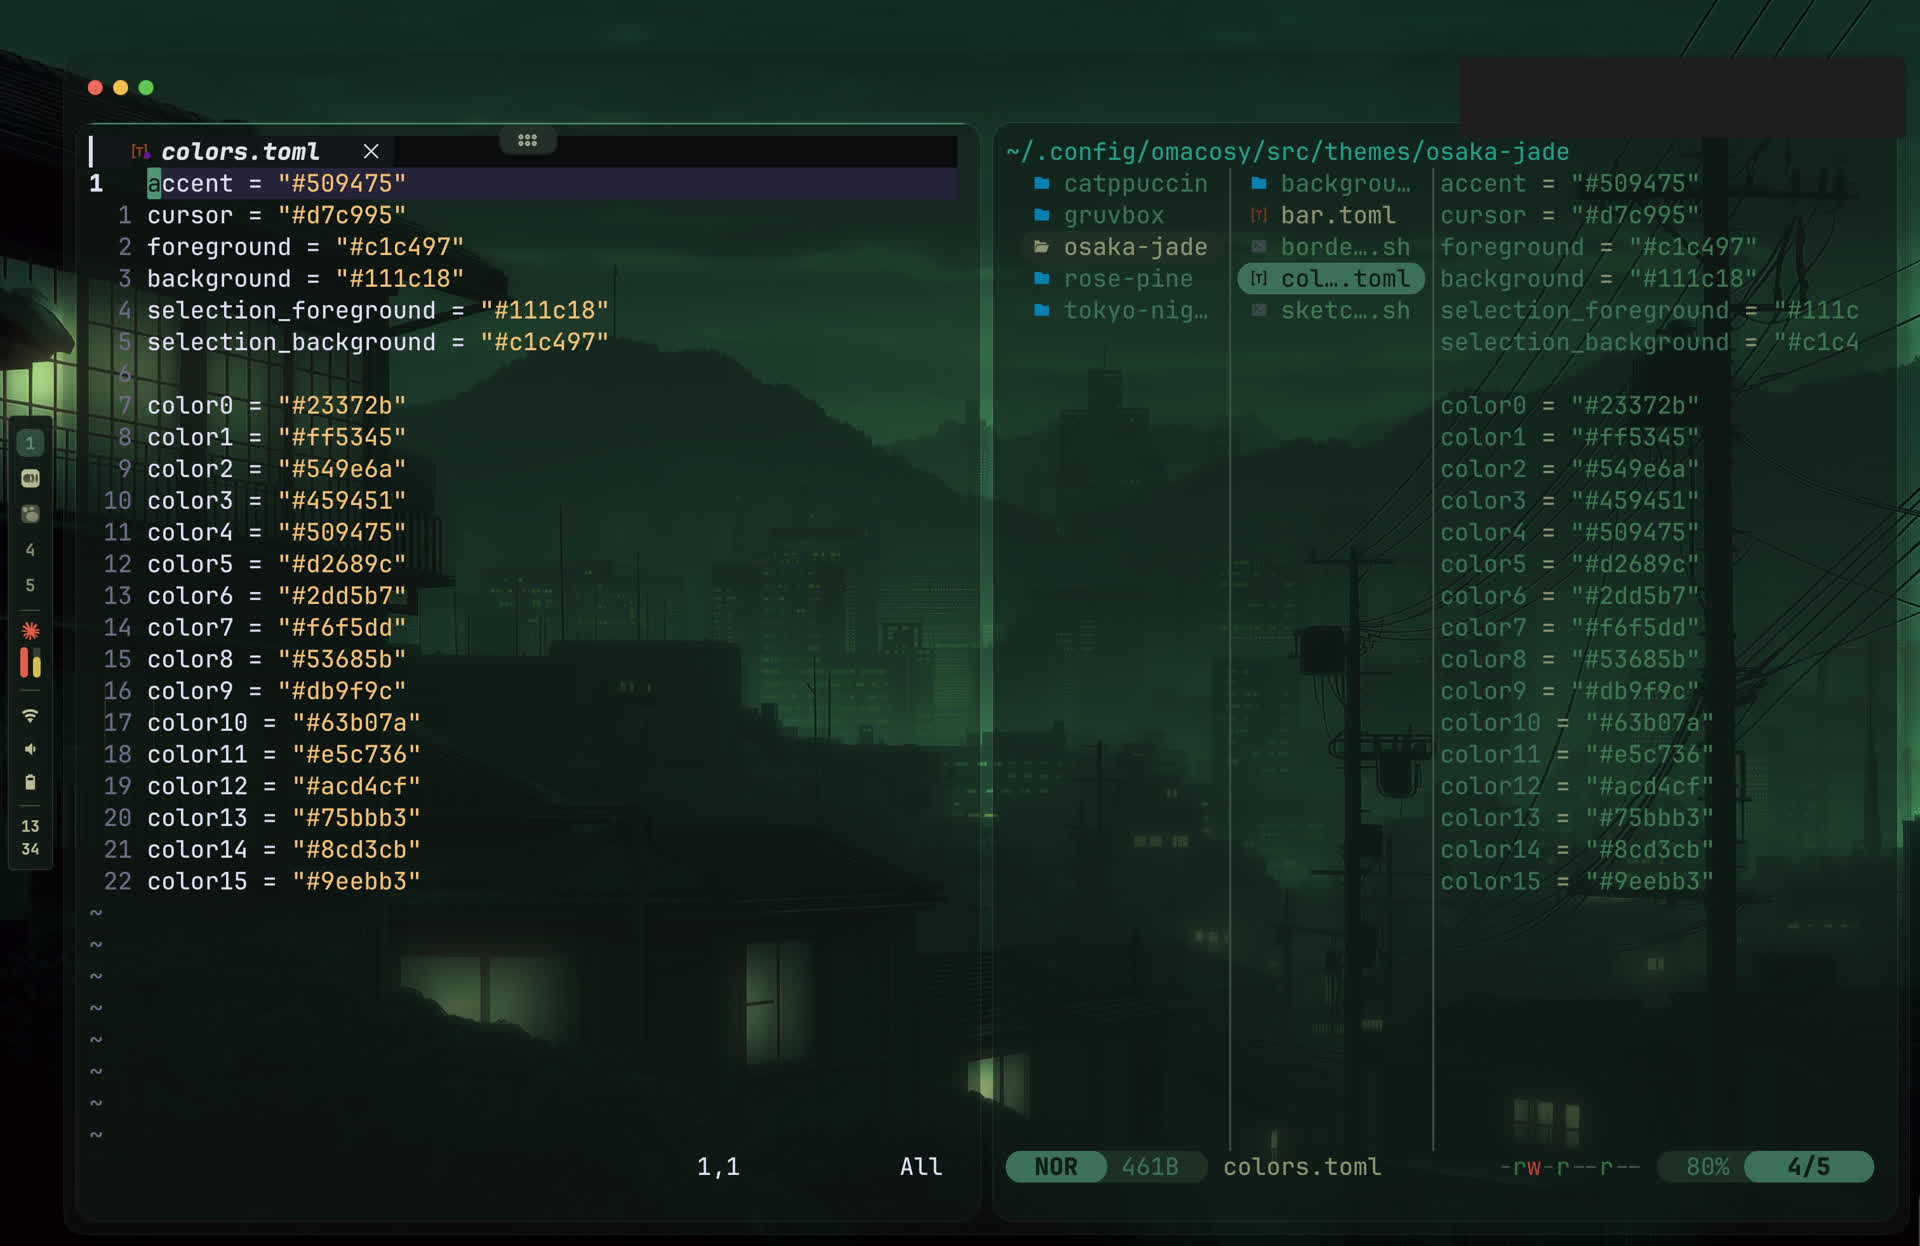 colors.toml
1 accent = "#509475"
1 cursor = "#d7c995"
2 foreground = "#c1c497"
3 background = "#111c18"
4 selection_foreground = "#111c18"
5 selection_background = "#c1c497"
6
7 color0 = "#23372b"
8 color1 = "#ff5345"
9 color2 = "#549e6a"
10 color3 = "#459451"
11 color4 = "#509475"
12 color5 = "#d2689c"
13 color6 = "#2dd5b7"
14 color7 = "#f6f5dd"
15 color8 = "#53685b"
16 color9 = "#db9f9c"
17 color10 = "#63b07a"
18 color11 = "#e5c736"
19 color12 = "#acd4cf"
20 color13 = "#75bbb3"
21 color14 = "#8cd3cb"
22 color15 = "#9eebb3"
~
~
~
~
~
~
~
~
1,1 All
1
4
5
13
34
~/.config/omacosy/src/themes/osaka-jade
catppuccin
gruvbox
osaka-jade
rose-pine
tokyo-nig…
backgrou…
bar.toml
borde….sh
col….toml
sketc….sh
accent = "#509475"
cursor = "#d7c995"
foreground = "#c1c497"
background = "#111c18"
selection_foreground = "#111c
selection_background = "#c1c4
color0 = "#23372b"
color1 = "#ff5345"
color2 = "#549e6a"
color3 = "#459451"
color4 = "#509475"
color5 = "#d2689c"
color6 = "#2dd5b7"
color7 = "#f6f5dd"
color8 = "#53685b"
color9 = "#db9f9c"
color10 = "#63b07a"
color11 = "#e5c736"
color12 = "#acd4cf"
color13 = "#75bbb3"
color14 = "#8cd3cb"
color15 = "#9eebb3"
NOR 461B colors.toml -rw-r--r-- 80% 4/5